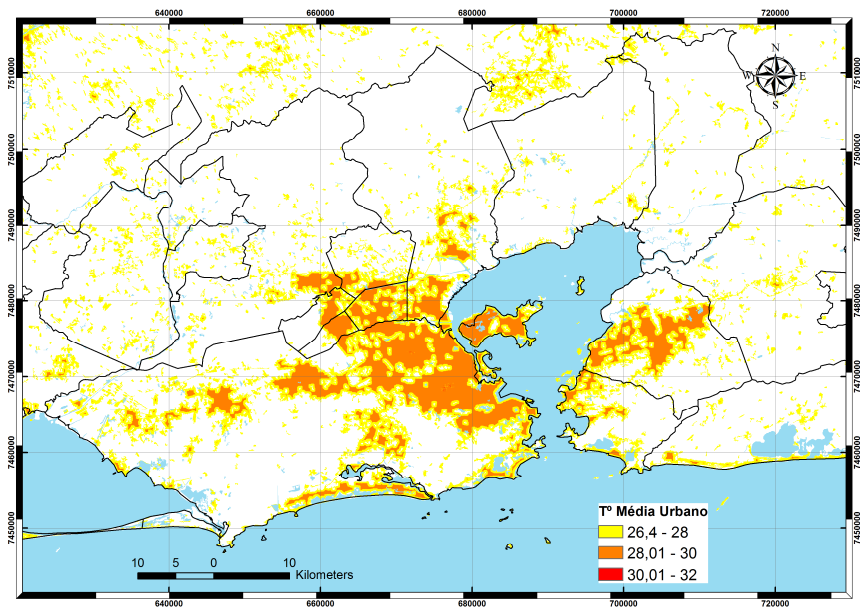 640000 660000 680000 700000 720000
N
W E
S
7510000 7510000
7500000 7500000
7490000 7490000
7480000 7480000
7470000 7470000
7460000 7460000
7450000 7450000
Tº Média Urbano
26,4 - 28
28,01 - 30
30,01 - 32
10 5 0 10
Kilometers
640000 660000 680000 700000 720000